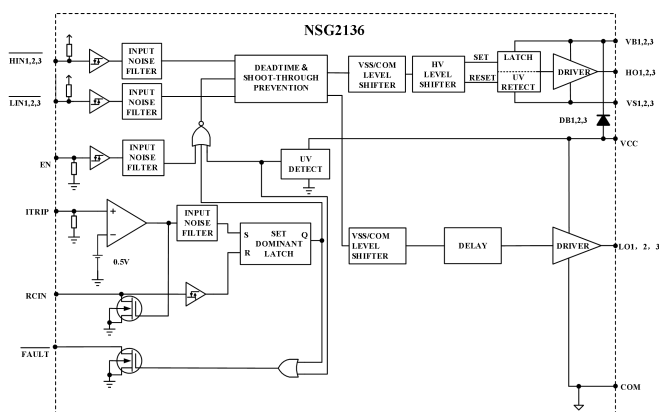 NSG2136
HIN1,2,3
INPUT
NOISE
FILTER
DEADTIME &
SHOOT-THROUGH
PREVENTION
VSS/COM
LEVEL
SHIFTER
HV
LEVEL
SHIFTER
SET
RESET
LATCH
UV
RETECT
DRIVER
VB1,2,3
HO1,2,3
VS1,2,3
LIN1,2,3
INPUT
NOISE
FILTER
DB1,2,3
VCC
EN
INPUT
NOISE
FILTER
UV
DETECT
ITRIP
+
−
0.5V
INPUT
NOISE
FILTER
S
R
SET
DOMINANT
LATCH
Q
VSS/COM
LEVEL
SHIFTER
DELAY
DRIVER
LO1, 2, 3
RCIN
FAULT
COM